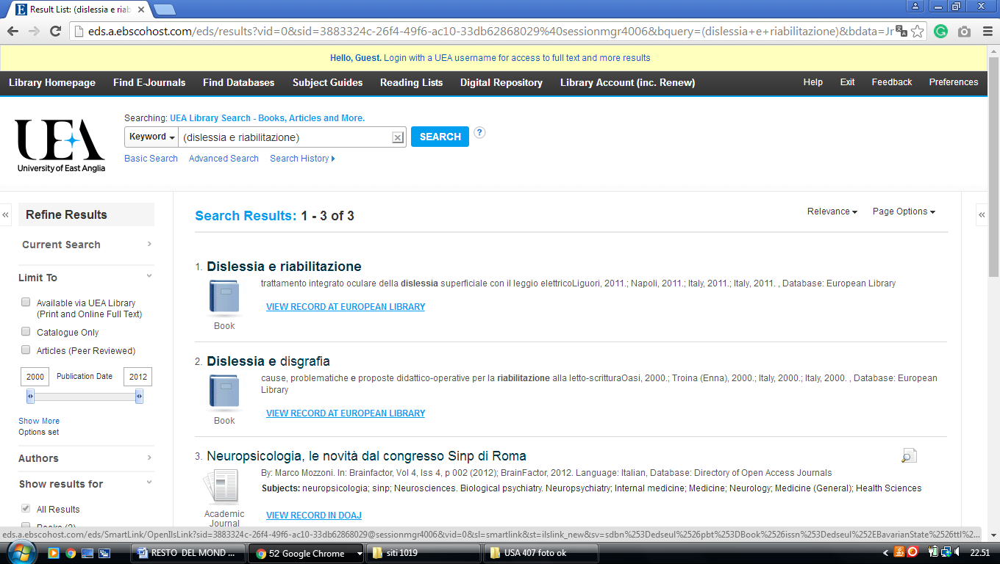 Result List: (dislessia e riab
eds.a.ebscohost.com/eds/results?vid=0&sid=3883324c-26f4-49f6-ac10-33db62868029%40sessionmgr4006&bquery=(dislessia+e+riabilitazione)&bdata=Jr
Hello, Guest. Login with a UEA username for access to full text and more results
Library Homepage Find E-Journals Find Databases Subject Guides Reading Lists Digital Repository Library Account (inc. Renew) Help Exit Feedback Preferences
Searching: UEA Library Search - Books, Articles and More.
Keyword (dislessia e riabilitazione) SEARCH ?
Basic Search Advanced Search Search History
UEA
University of East Anglia
Refine Results
Current Search
Limit To
Available via UEA Library
(Print and Online Full Text)
Catalogue Only
Articles (Peer Reviewed)
2000 Publication Date 2012
Show More
Options set
Authors
Show results for
All Results
Books (2)
Search Results: 1 - 3 of 3
Relevance Page Options
1. Dislessia e riabilitazione
trattamento integrato oculare della dislessia superficiale con il leggio elettricoLiguori, 2011.; Napoli, 2011.; Italy, 2011.; Italy, 2011. , Database: European Library
VIEW RECORD AT EUROPEAN LIBRARY
Book
2. Dislessia e disgrafia
cause, problematiche e proposte didattico-operative per la riabilitazione alla letto-scritturaOasi, 2000.; Troina (Enna), 2000.; Italy, 2000.; Italy, 2000. , Database: European
Library
VIEW RECORD AT EUROPEAN LIBRARY
Book
3. Neuropsicologia, le novità dal congresso Sinp di Roma
By: Marco Mozzoni. In: Brainfactor, Vol 4, Iss 4, p 002 (2012); BrainFactor, 2012. Language: Italian, Database: Directory of Open Access Journals
Subjects: neuropsicologia; sinp; Neurosciences. Biological psychiatry. Neuropsychiatry; Internal medicine; Medicine; Neurology; Medicine (General); Health Sciences
VIEW RECORD IN DOAJ
Academic
Journal
eds.a.ebscohost.com/eds/SmartLink/OpenIlsLink?sid=3883324c-26f4-49f6-ac10-33db62868029@sessionmgr4006&vid=0&sl=smartlink&st=ilslink_new&sv=sdbn%253Dedseul%2526pbt%253DBook%2526issn%253Dedseul%252EBavarianState%2526ttl%2...
RESTO DEL MOND ... 52 Google Chrome siti 1019 USA 407 foto ok 22.51